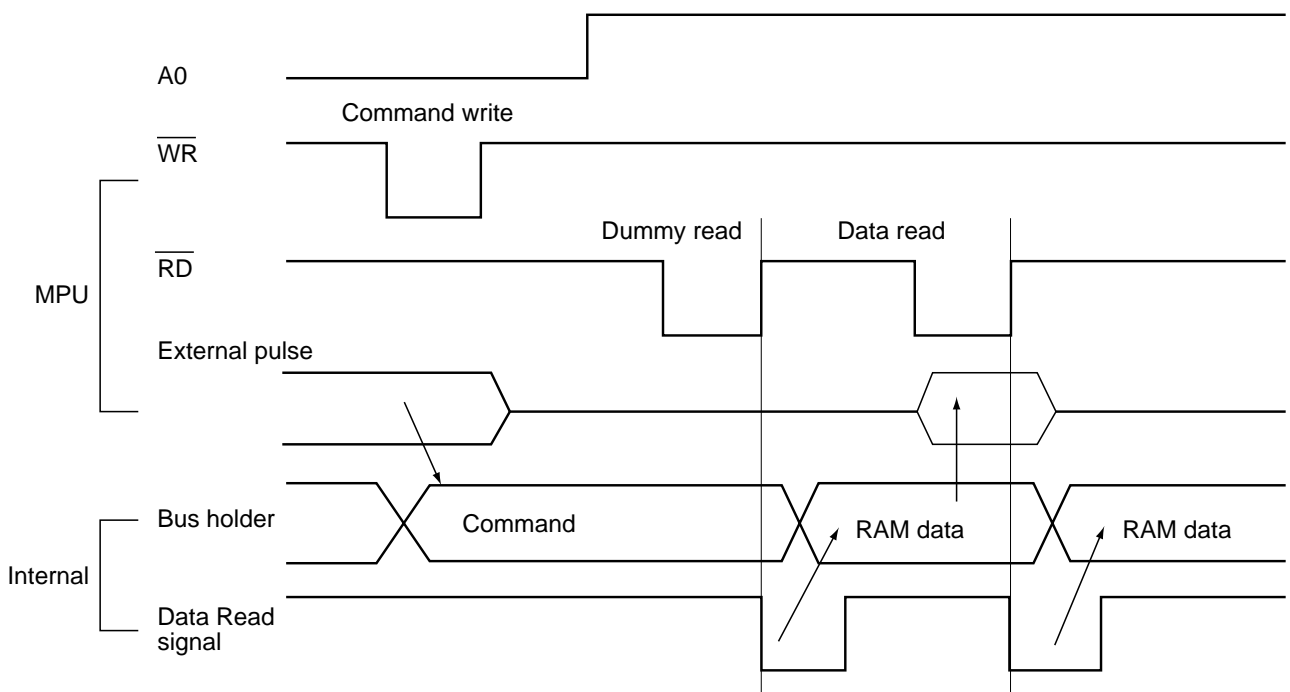 A0
Command write
WR
Dummy read
Data read
RD
MPU
External pulse
Bus holder
Command
RAM data
RAM data
Internal
Data Read
signal